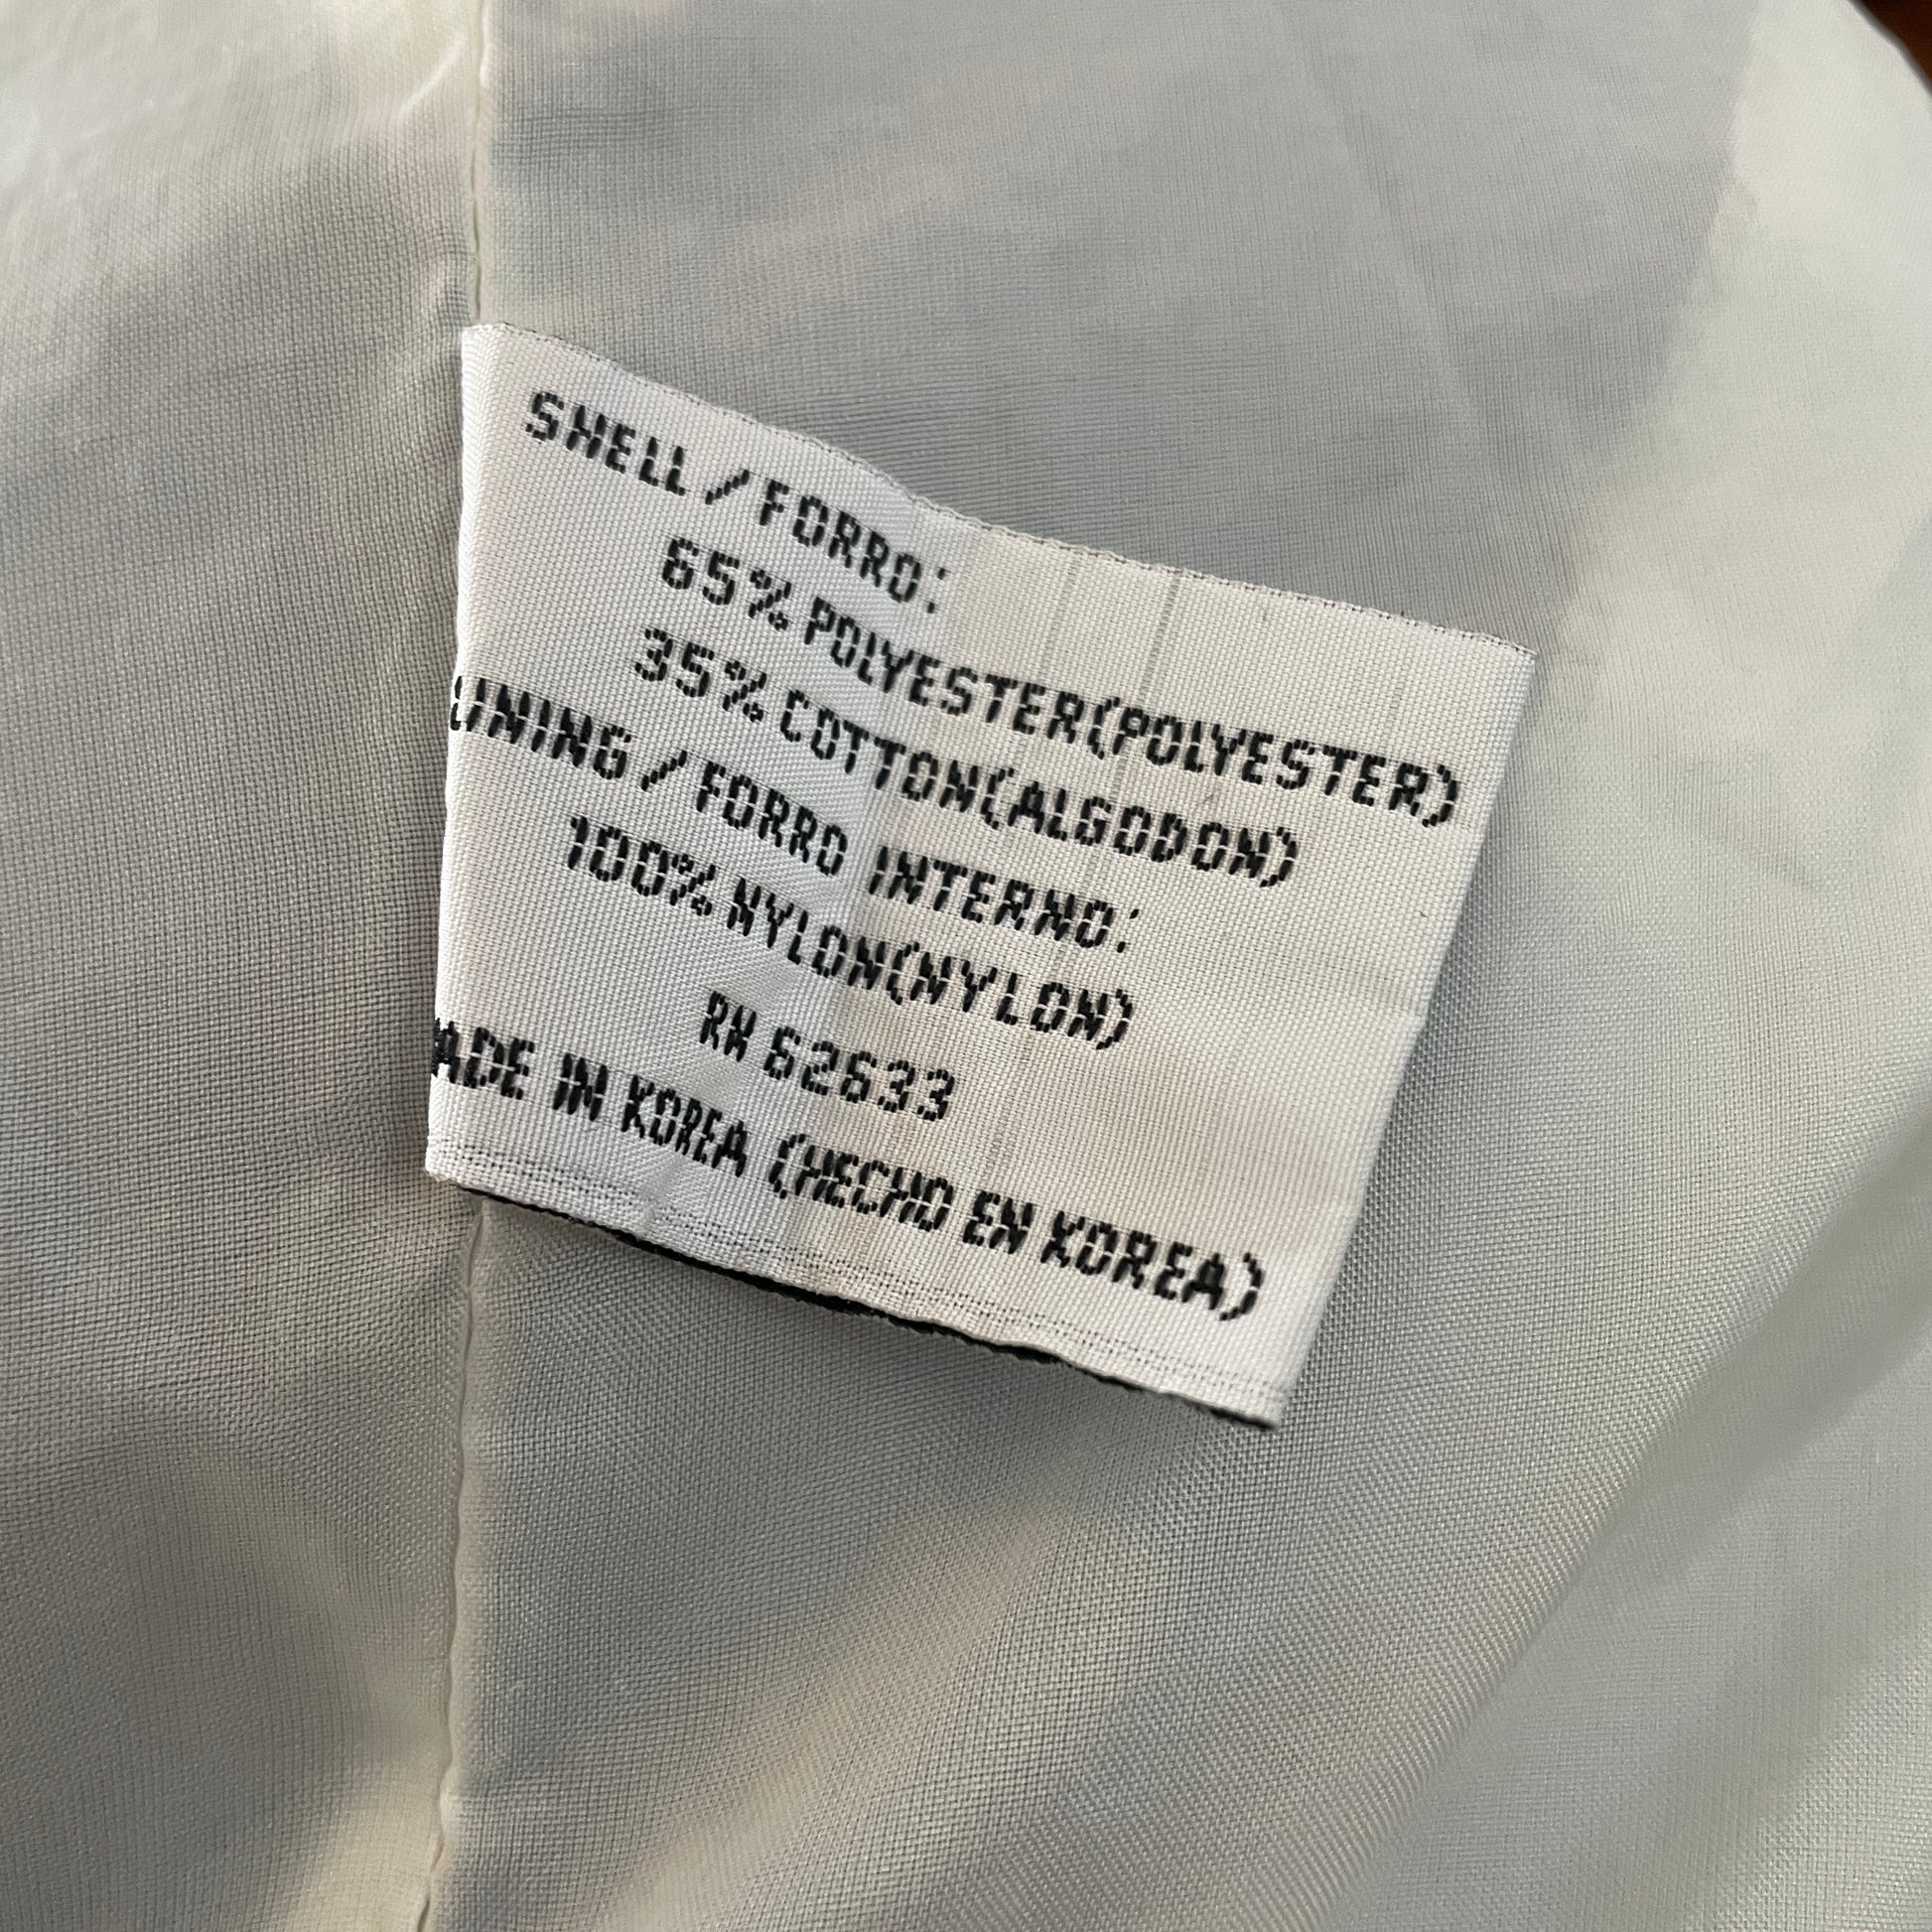 SHELL/FORRO:
65% POLYESTER(POLYESTER)
35% COTTON(ALGODON)
LINING/FORRO INTERNO:
100% NYLON(NYLON)
RN 62633
ADE IN KOREA (HECHO EN KOREA)